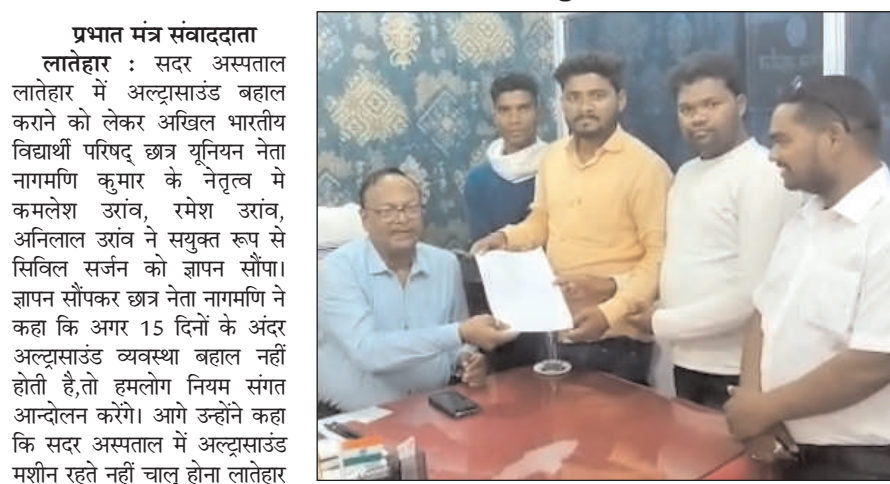 प्रभात मंत्र संवाददाता
लातेहार : सदर अस्पताल
लातेहार में अल्ट्रासाउंड बहाल
कराने को लेकर अखिल भारतीय
विद्यार्थी परिषद् छात्र यूनियन नेता
नागमणि कुमार के नेतृत्व मे
कमलेश उरांव, रमेश उरांव,
अनिलाल उरांव ने सयुक्त रूप से
सिविल सर्जन को ज्ञापन सौंपा।
ज्ञापन सौंपकर छात्र नेता नागमणि ने
कहा कि अगर 15 दिनों के अंदर
अल्ट्रासाउंड व्यवस्था बहाल नहीं
होती है,तो हमलोग नियम संगत
आन्दोलन करेंगे। आगे उन्होंने कहा
कि सदर अस्पताल में अल्ट्रासाउंड
मशीन रहते नहीं चालु होना लातेहार